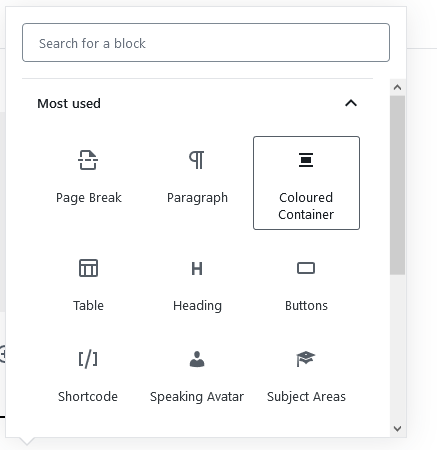 Search for a block
Most used
Page Break
Paragraph
Coloured
Container
Table
Heading
Buttons
Shortcode
Speaking Avatar
Subject Areas